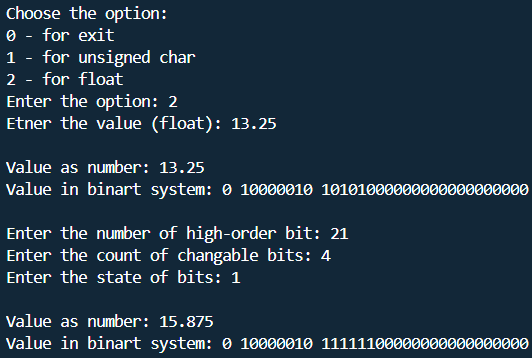 Choose the option:
0 - for exit
1 - for unsigned char
2 - for float
Enter the option: 2
Etner the value (float): 13.25
Value as number: 13.25
Value in binart system: 0 10000010 10101000000000000000000
Enter the number of high-order bit: 21
Enter the count of changable bits: 4
Enter the state of bits: 1
Value as number: 15.875
Value in binart system: 0 10000010 11111100000000000000000